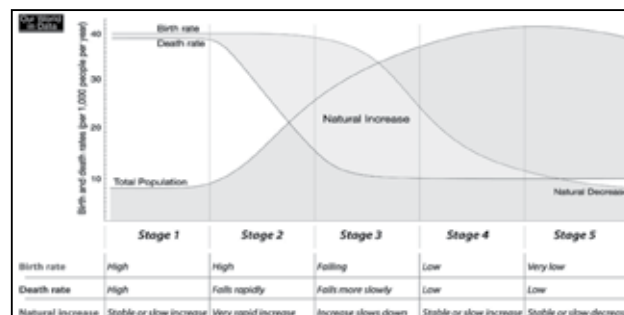 Our World
in Data
Birth rate
Death rate
Natural Increase
Total Population
Natural Decrease
Birth and death rates (per 1,000 people per year)
40
30
20
10
Stage 1 Stage 2 Stage 3 Stage 4 Stage 5
Birth rate High High Falling Low Very low
Death rate High Falls rapidly Falls more slowly Low Low
Natural increase Stable or slow increase Very rapid increase Increase slows down Stable or slow increase Stable or slow decrease